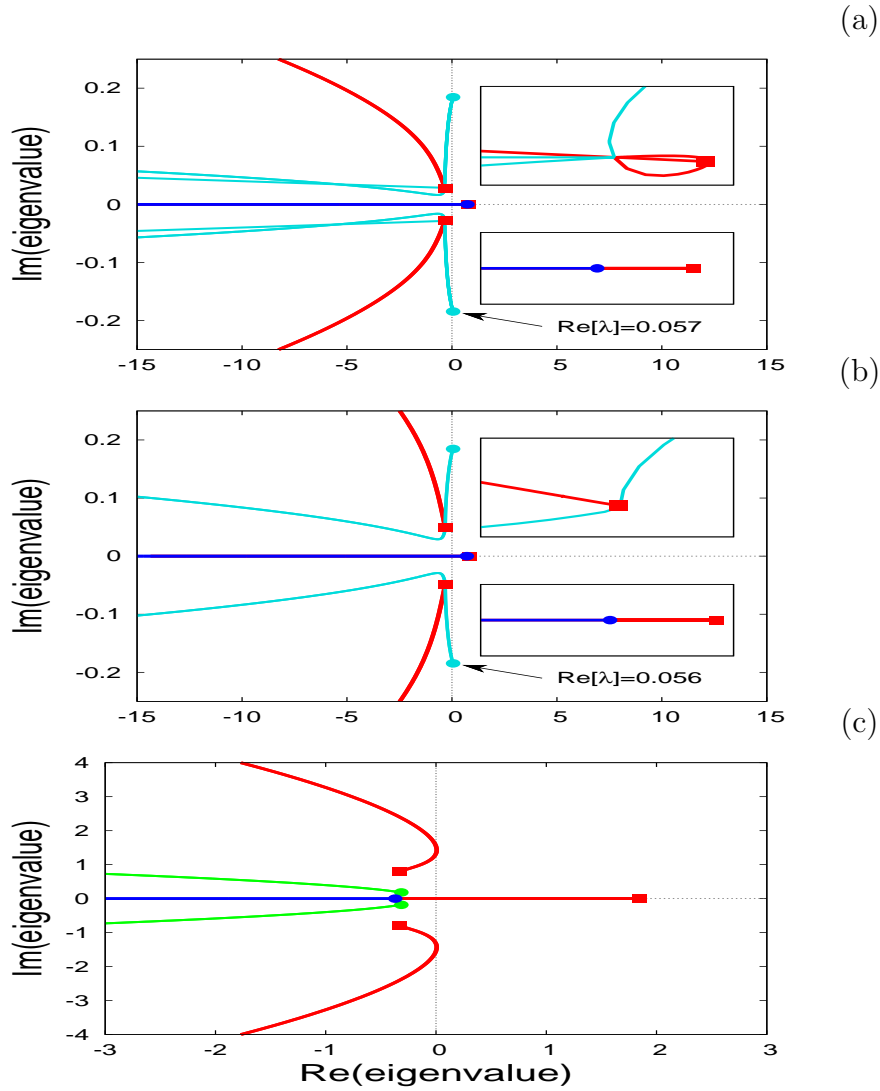 (a)
Im(eigenvalue)
0.2
0.1
0
-0.1
-0.2
Re[λ]=0.057
-15 -10 -5 0 5 10 15
(b)
Im(eigenvalue)
0.2
0.1
0
-0.1
-0.2
Re[λ]=0.056
-15 -10 -5 0 5 10 15
(c)
Im(eigenvalue)
4
3
2
1
0
-1
-2
-3
-4
-3 -2 -1 0 1 2 3
Re(eigenvalue)